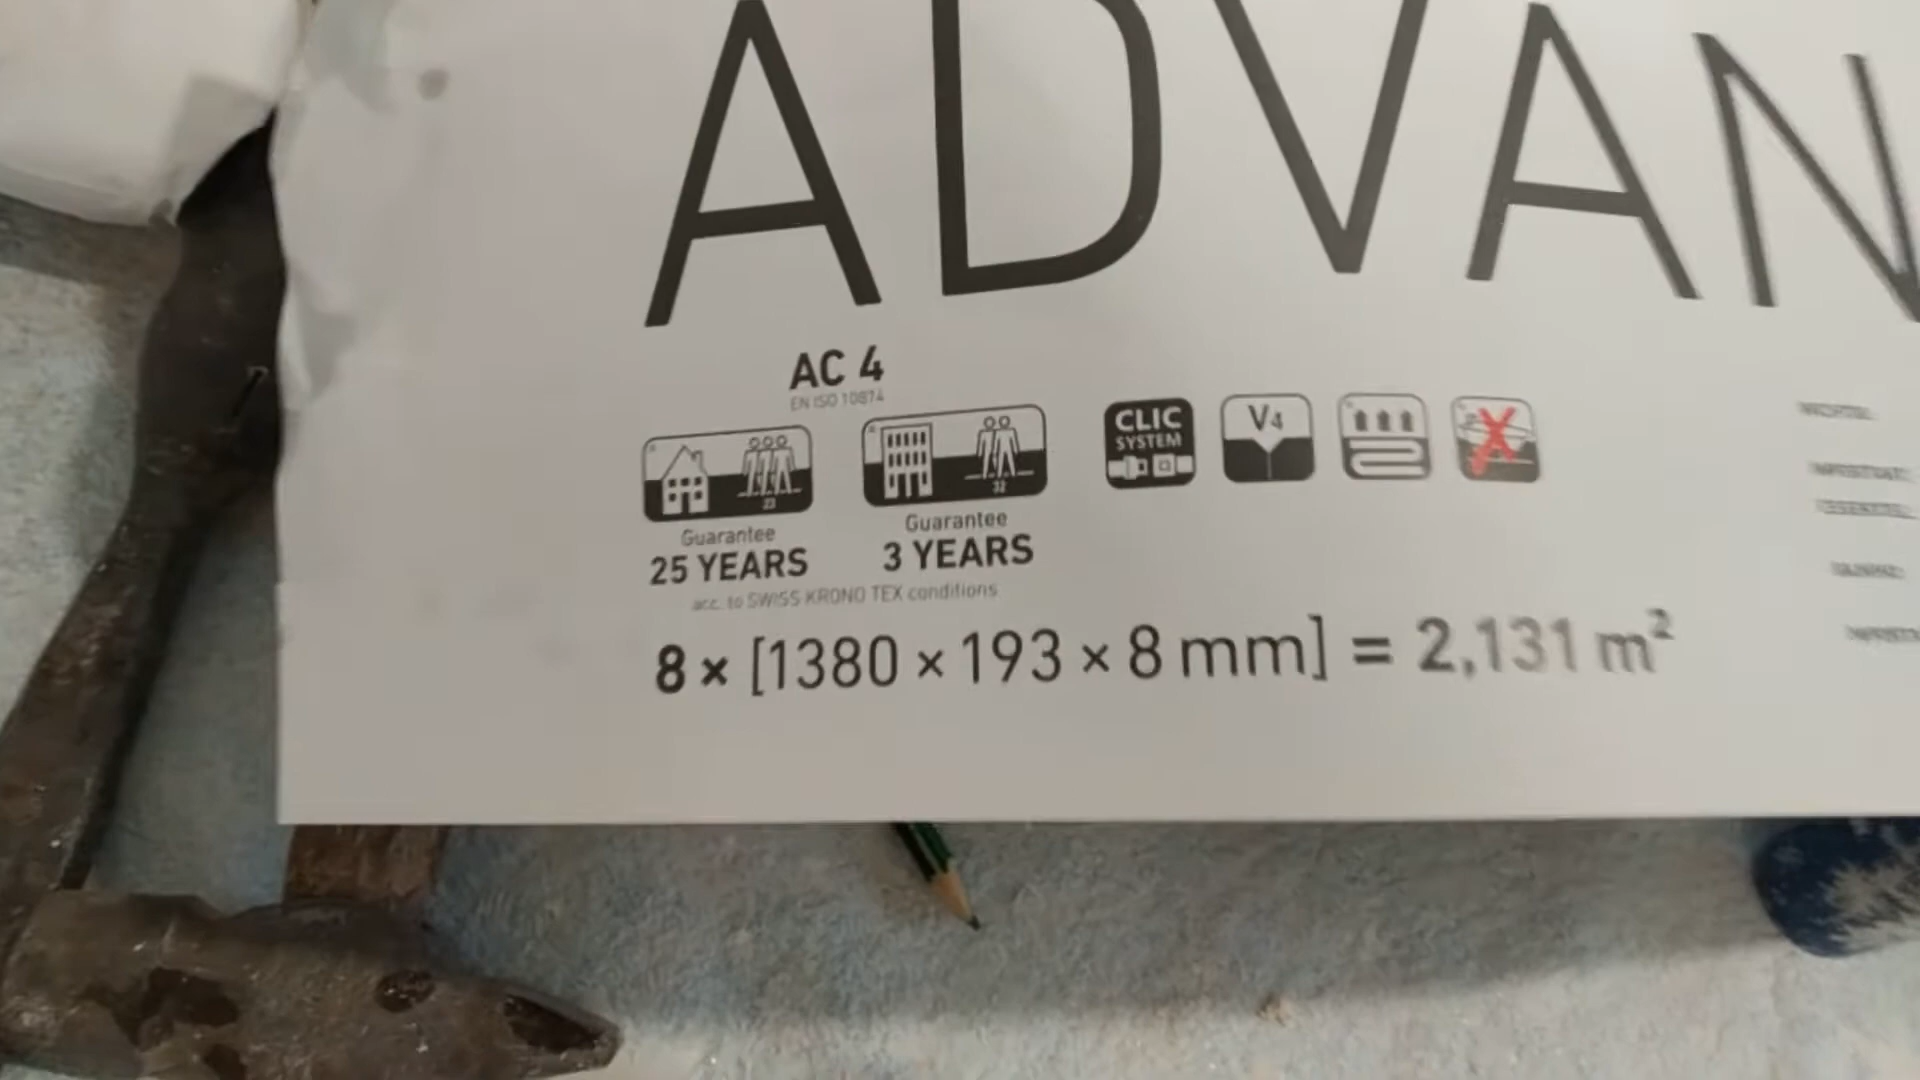 ADVAN
AC 4
EN ISO 10874
23
32
CLIC
SYSTEM
V4
Guarantee
25 YEARS
Guarantee
3 YEARS
acc. to SWISS KRONO TEX conditions
8 × [1380 × 193 × 8 mm] = 2,131 m²